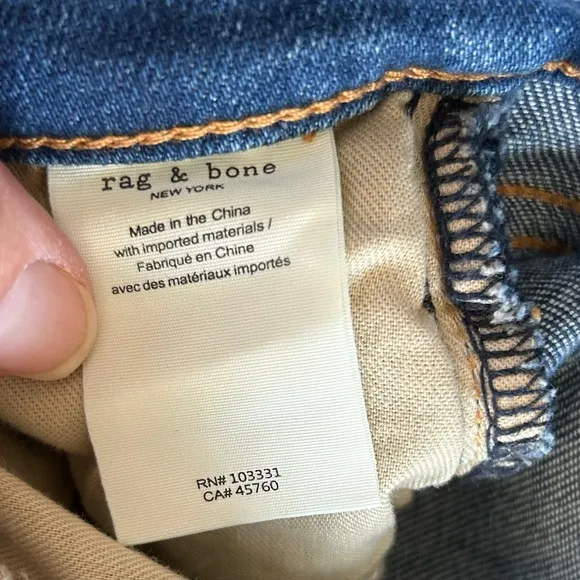 rag & bone
NEW YORK
Made in the China
with imported materials /
Fabriqué en Chine
avec des matériaux importés
RN# 103331
CA# 45760